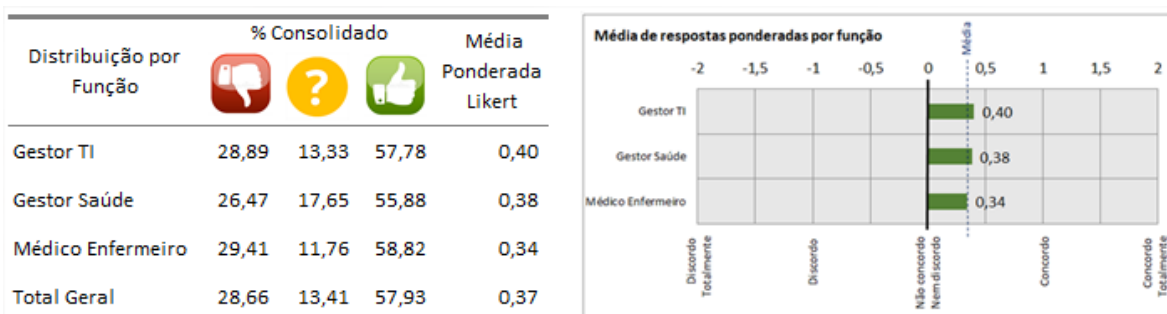 Distribuição por Função
% Consolidado
Média Ponderada Likert
?
Gestor TI 28,89 13,33 57,78 0,40
Gestor Saúde 26,47 17,65 55,88 0,38
Médico Enfermeiro 29,41 11,76 58,82 0,34
Total Geral 28,66 13,41 57,93 0,37
Média de respostas ponderadas por função
Média
-2 -1,5 -1 -0,5 0 0,5 1 1,5 2
Gestor TI 0,40
Gestor Saúde 0,38
Médico Enfermeiro 0,34
Discordo Totalmente
Discordo
Não concordo Nem discordo
Concordo
Concordo Totalmente